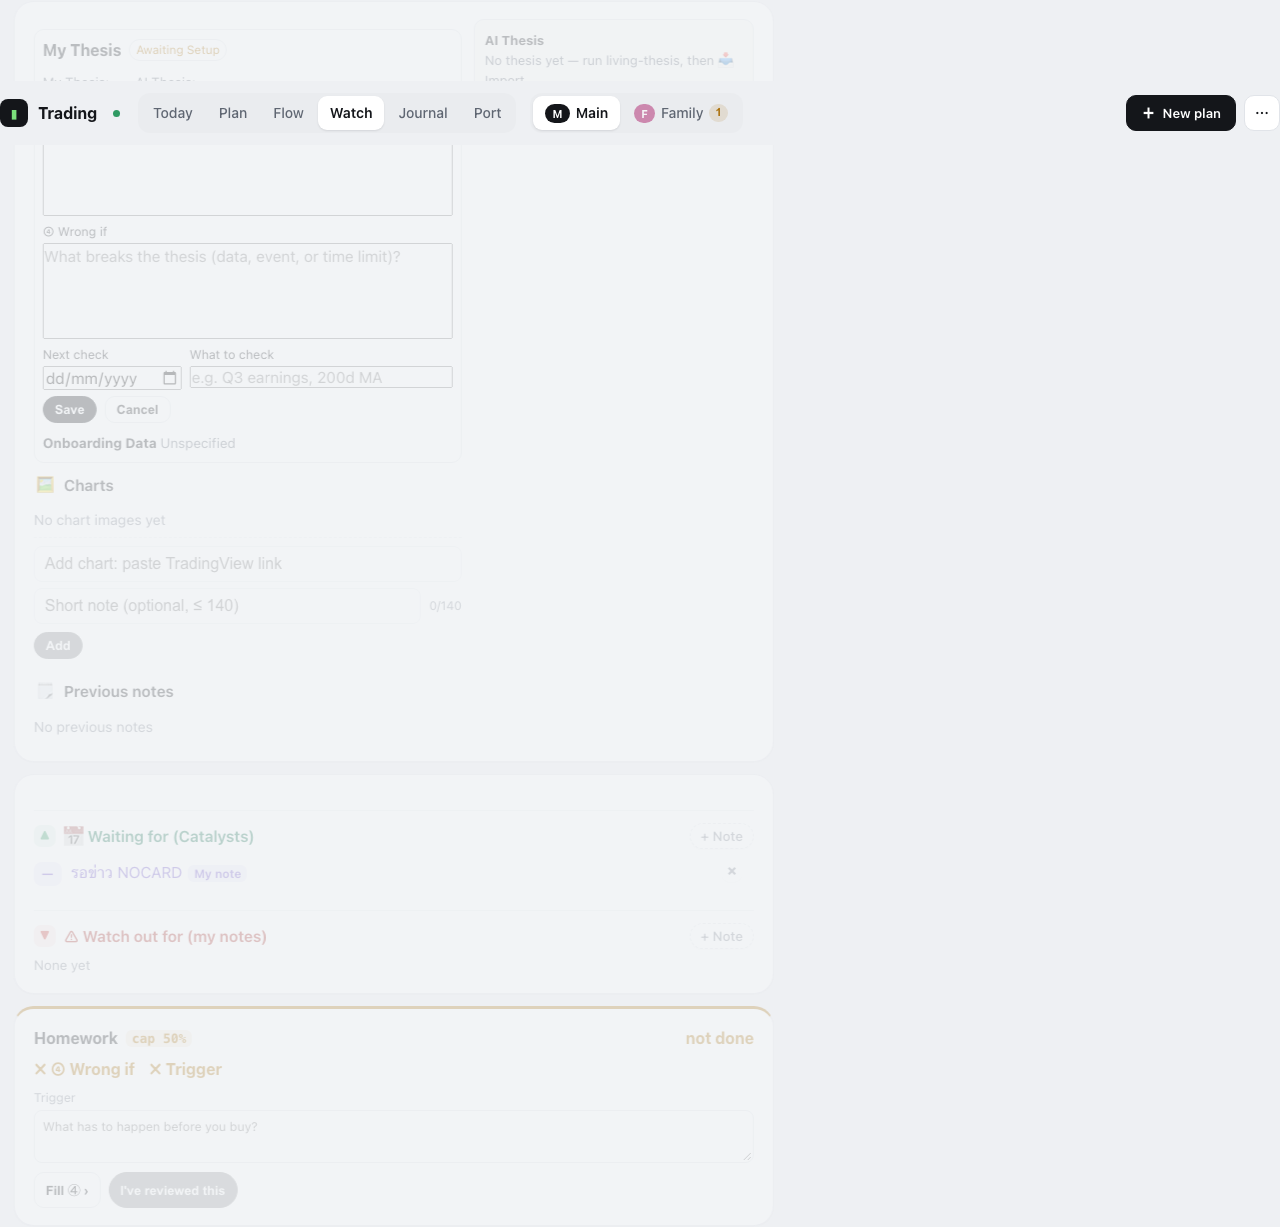 My Thesis Awaiting Setup
AI Thesis
No thesis yet — run living-thesis, then 📥
Trading
Today Plan Flow Watch Journal Port
M Main F Family 1
+ New plan ...
④ Wrong if
What breaks the thesis (data, event, or time limit)?
Next check What to check
dd/mm/yyyy e.g. Q3 earnings, 200d MA
Save Cancel
Onboarding Data Unspecified
Charts
No chart images yet
Add chart: paste TradingView link
Short note (optional, ≤ 140) 0/140
Add
Previous notes
No previous notes
▲ 📅 Waiting for (Catalysts) + Note
— รอข่าว NOCARD My note ×
▼ ⚠ Watch out for (my notes) + Note
None yet
Homework cap 50% not done
✕ ④ Wrong if ✕ Trigger
Trigger
What has to happen before you buy?
Fill ④ › I've reviewed this